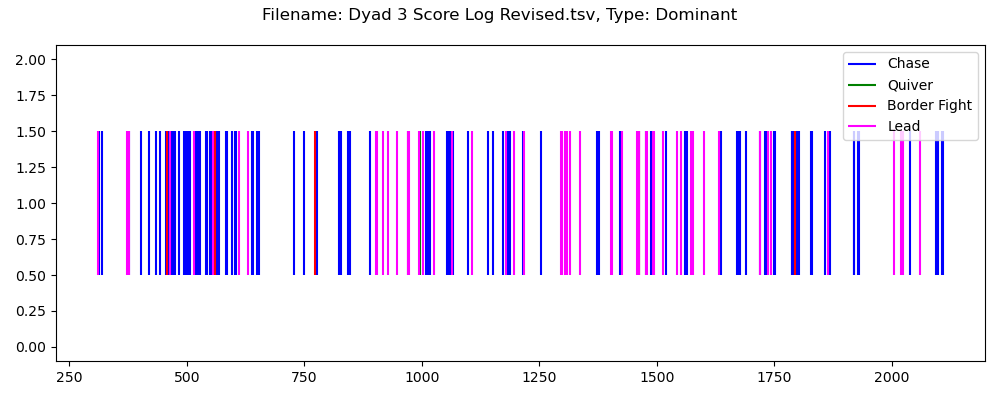 Filename: Dyad 3 Score Log Revised.tsv, Type: Dominant
2.00
1.75
1.50
1.25
1.00
0.75
0.50
0.25
0.00
Chase
Quiver
Border Fight
Lead
250 500 750 1000 1250 1500 1750 2000